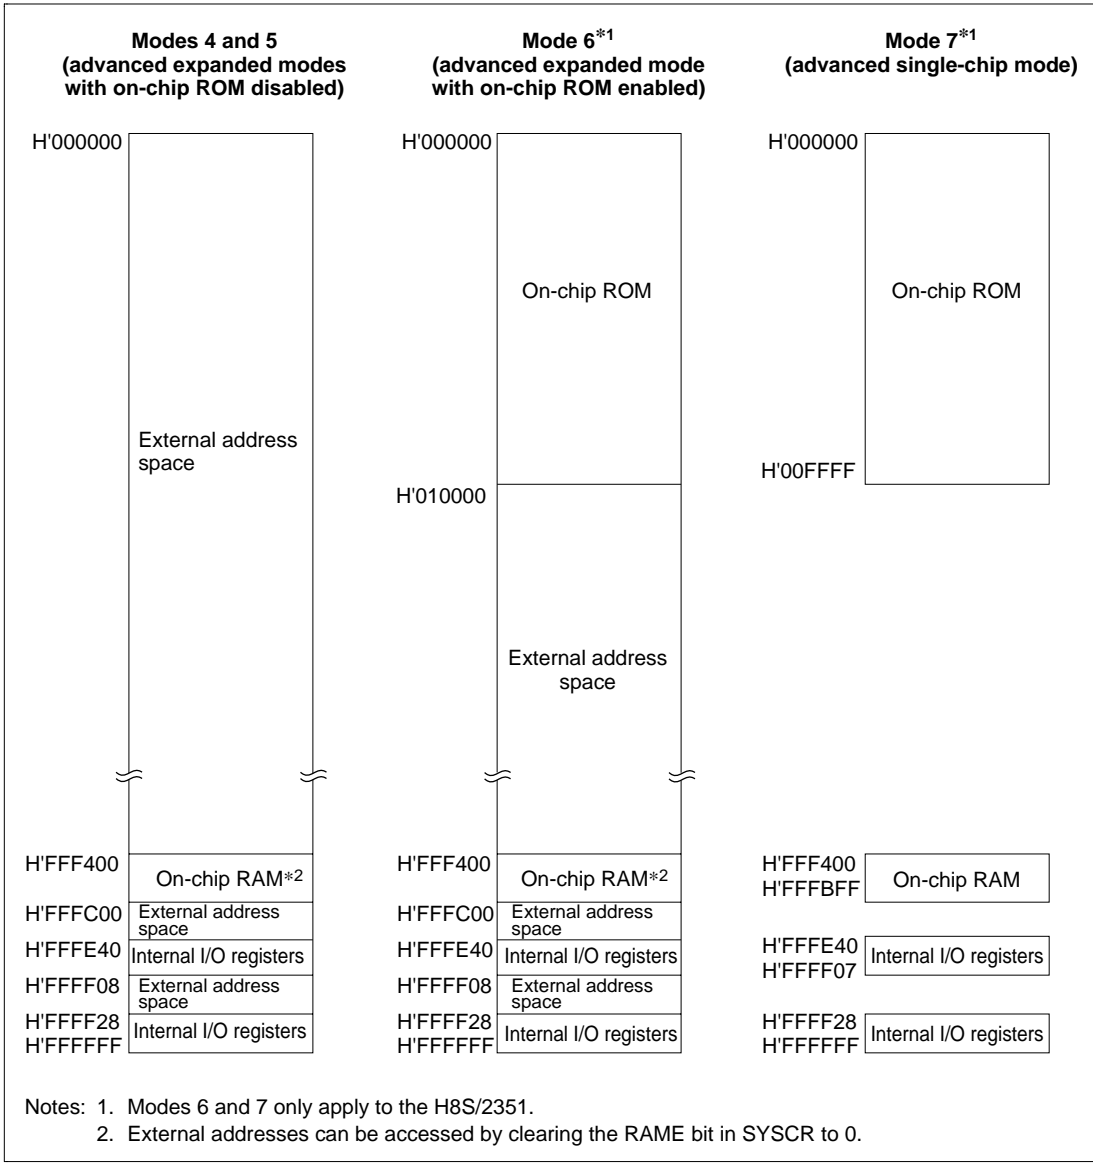 Modes 4 and 5
(advanced expanded modes
with on-chip ROM disabled)
H'000000
External address
space
H'FFF400
On-chip RAM*2
H'FFFC00
External address
space
H'FFFE40
Internal I/O registers
H'FFFF08
External address
space
H'FFFF28
H'FFFFFF
Internal I/O registers
Mode 6*1
(advanced expanded mode
with on-chip ROM enabled)
H'000000
On-chip ROM
H'010000
External address
space
H'FFF400
On-chip RAM*2
H'FFFC00
External address
space
H'FFFE40
Internal I/O registers
H'FFFF08
External address
space
H'FFFF28
H'FFFFFF
Internal I/O registers
Mode 7*1
(advanced single-chip mode)
H'000000
On-chip ROM
H'00FFFF
H'FFF400
H'FFFBFF
On-chip RAM
H'FFFE40
H'FFFF07
Internal I/O registers
H'FFFF28
H'FFFFFF
Internal I/O registers
Notes: 1. Modes 6 and 7 only apply to the H8S/2351.
2. External addresses can be accessed by clearing the RAME bit in SYSCR to 0.